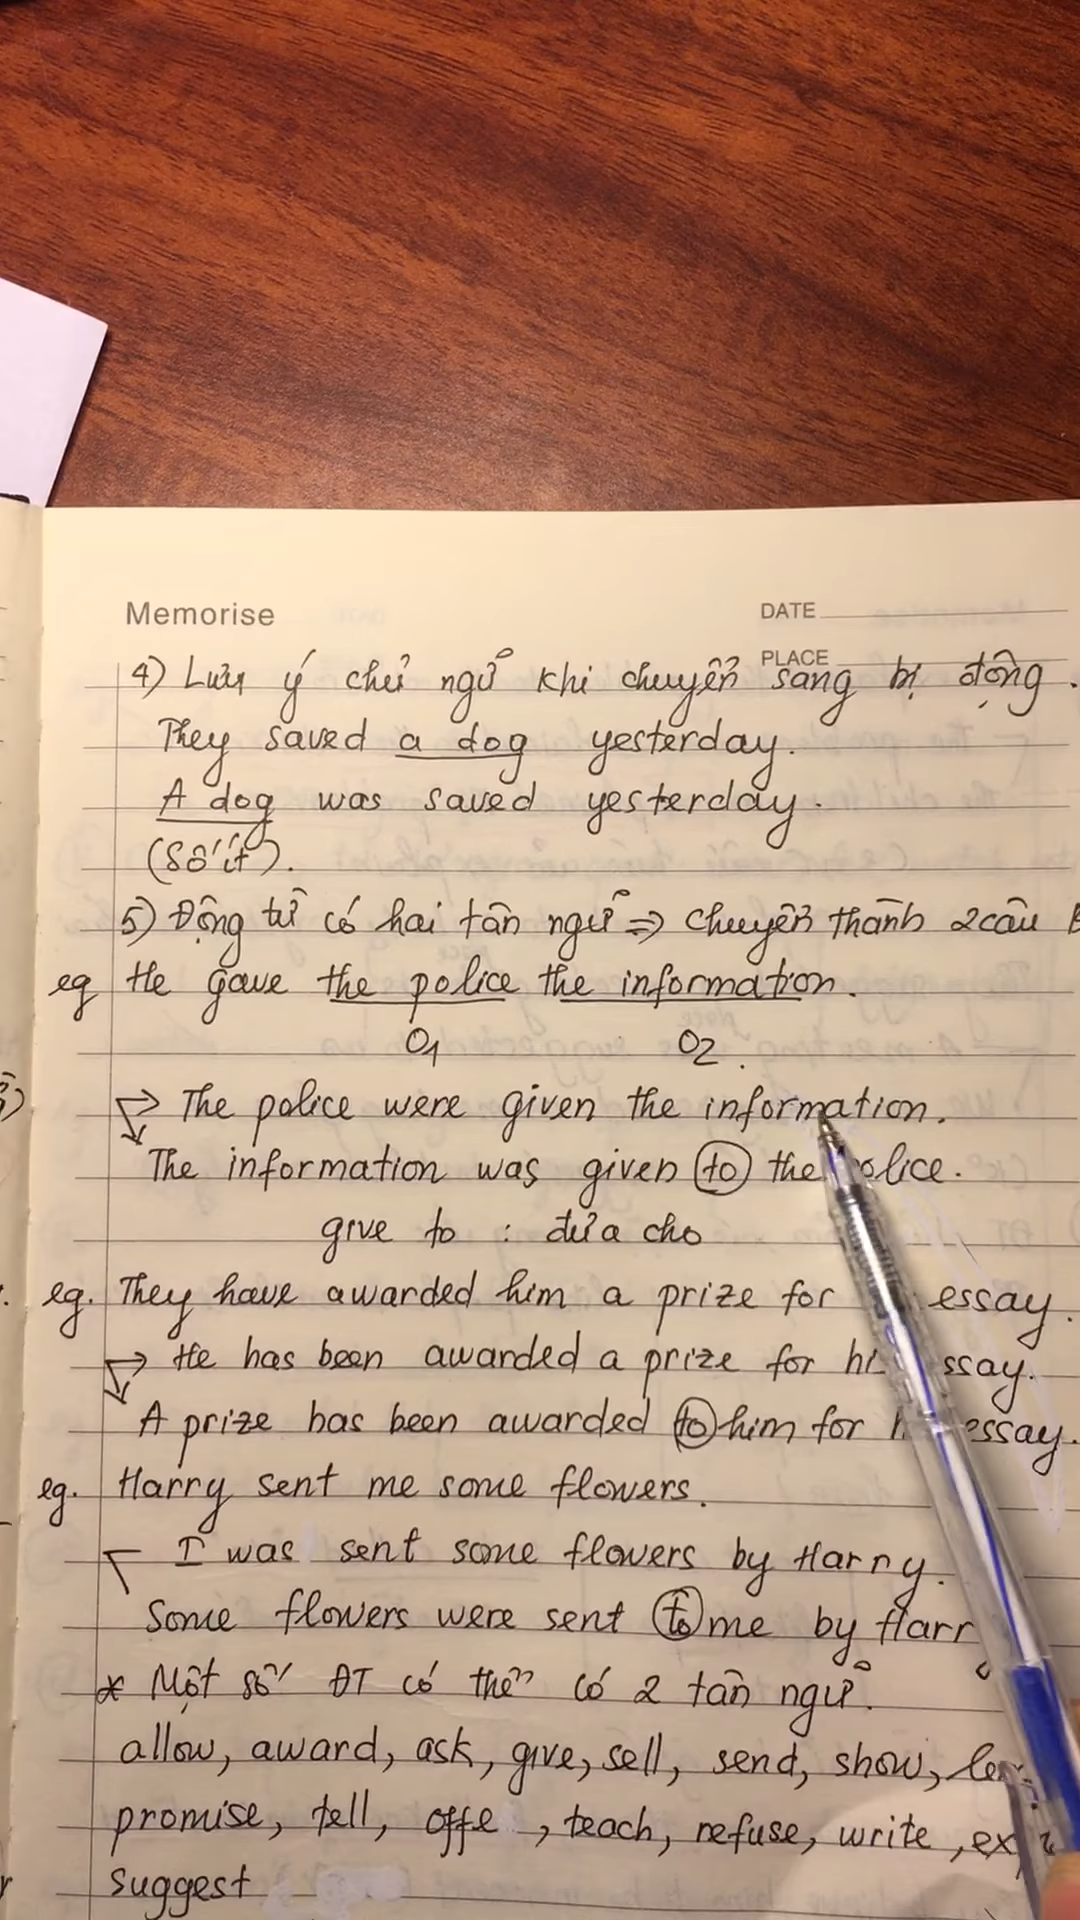 Memorise
DATE
PLACE
4) Lưu ý chủ ngữ khi chuyển sang bị động.
They saved a dog yesterday.
A dog was saved yesterday.
(Số ít).
5) Động từ có hai tân ngữ => chuyển thành 2 câu
eg He gave the police the information.
O1 O2.
The police were given the information.
The information was given to the police.
give to : đưa cho
eg. They have awarded him a prize for essay.
He has been awarded a prize for essay.
A prize has been awarded to him for essay.
eg. Harry sent me some flowers.
I was sent some flowers by Harry.
Some flowers were sent to me by Harry
* Một số ĐT có thể có 2 tân ngữ.
allow, award, ask, give, sell, send, show,
promise, tell, offe , teach, refuse, write,
suggest